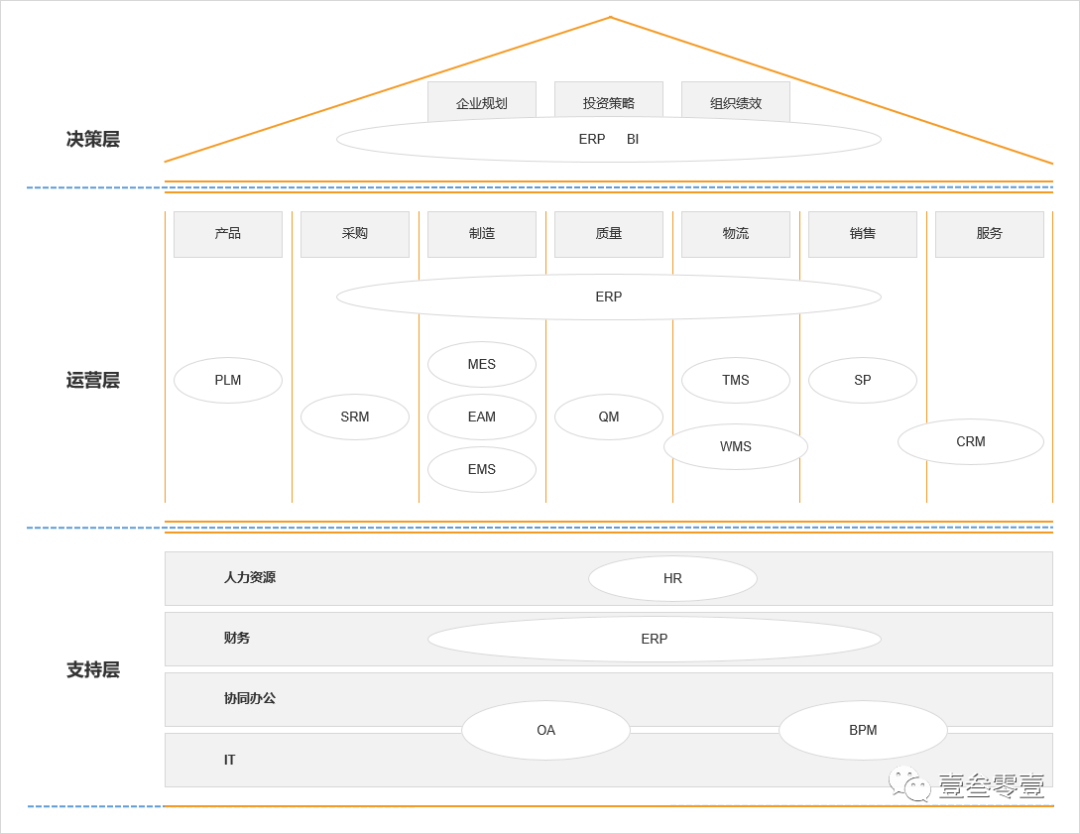 企业规划 投资策略 组织绩效
决策层
ERP BI
产品 采购 制造 质量 物流 销售 服务
ERP
MES
运营层
PLM TMS SP
SRM EAM QM
CRM
WMS
EMS
人力资源 HR
财务 ERP
支持层
协同办公
OA BPM
IT
壹叁零壹